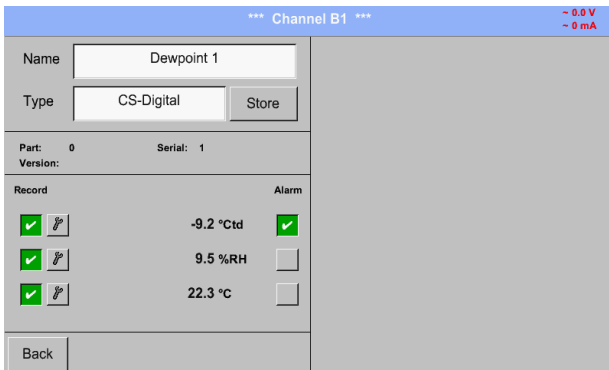 *** Channel B1 ***
~ 0.0 V
~ 0 mA
Name Dewpoint 1
Type CS-Digital Store
Part: 0 Serial: 1
Version:
Record Alarm
-9.2 °Ctd
9.5 %RH
22.3 °C
Back